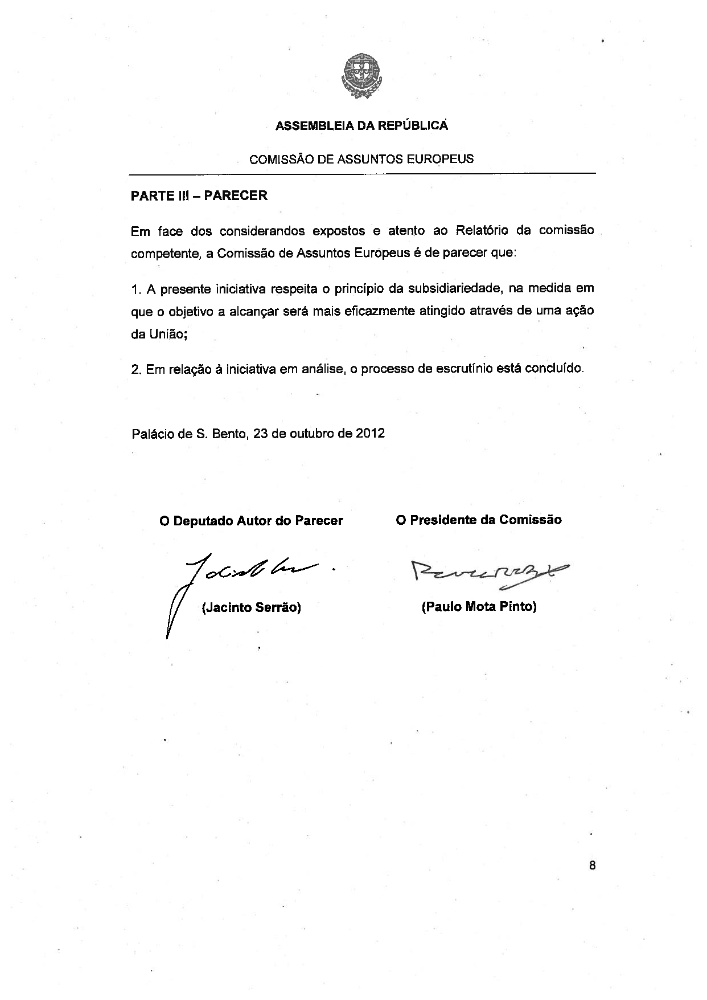 ASSEMBLEIA DA REPÚBLICA
COMISSÃO DE ASSUNTOS EUROPEUS
PARTE III – PARECER
Em face dos considerandos expostos e atento ao Relatório da comissão
competente, a Comissão de Assuntos Europeus é de parecer que:
1. A presente iniciativa respeita o princípio da subsidiariedade, na medida em
que o objetivo a alcançar será mais eficazmente atingido através de uma ação
da União;
2. Em relação à iniciativa em análise, o processo de escrutínio está concluído.
Palácio de S. Bento, 23 de outubro de 2012
O Deputado Autor do Parecer O Presidente da Comissão
(Jacinto Serrão) (Paulo Mota Pinto)
8